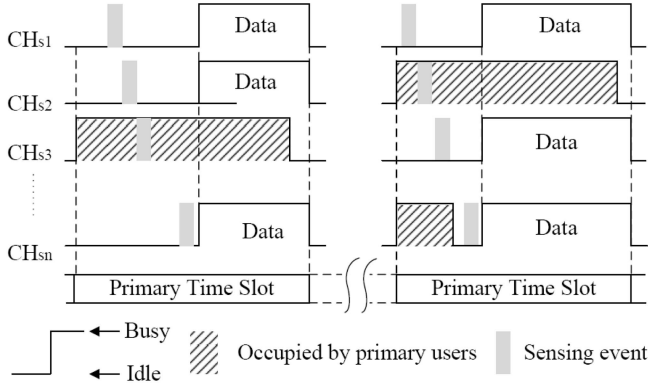 CHs1 Data Data
CHs2 Data
CHs3 Data
CHsn Data Data
Primary Time Slot Primary Time Slot
Busy
Idle
Occupied by primary users
Sensing event